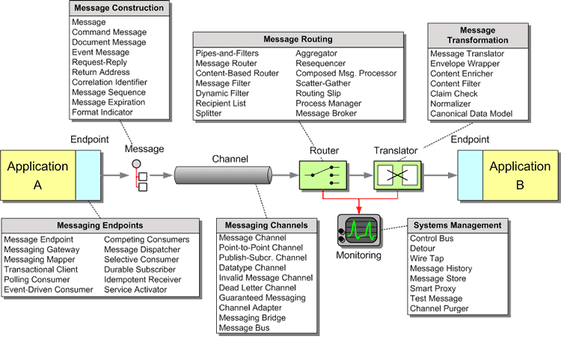 Message Construction
Message
Command Message
Document Message
Event Message
Request-Reply
Return Address
Correlation Identifier
Message Sequence
Message Expiration
Format Indicator
Message Routing
Pipes-and-Filters
Message Router
Content-Based Router
Message Filter
Dynamic Filter
Recipient List
Splitter
Aggregator
Resequencer
Composed Msg. Processor
Scatter-Gather
Routing Slip
Process Manager
Message Broker
Message
Transformation
Message Translator
Envelope Wrapper
Content Enricher
Content Filter
Claim Check
Normalizer
Canonical Data Model
Endpoint
Message
Channel
Router
Translator
Endpoint
Application
A
Application
B
Messaging Endpoints
Message Endpoint
Messaging Gateway
Messaging Mapper
Transactional Client
Polling Consumer
Event-Driven Consumer
Competing Consumers
Message Dispatcher
Selective Consumer
Durable Subscriber
Idempotent Receiver
Service Activator
Messaging Channels
Message Channel
Point-to-Point Channel
Publish-Subcr. Channel
Datatype Channel
Invalid Message Channel
Dead Letter Channel
Guaranteed Messaging
Channel Adapter
Messaging Bridge
Message Bus
Monitoring
Systems Management
Control Bus
Detour
Wire Tap
Message History
Message Store
Smart Proxy
Test Message
Channel Purger